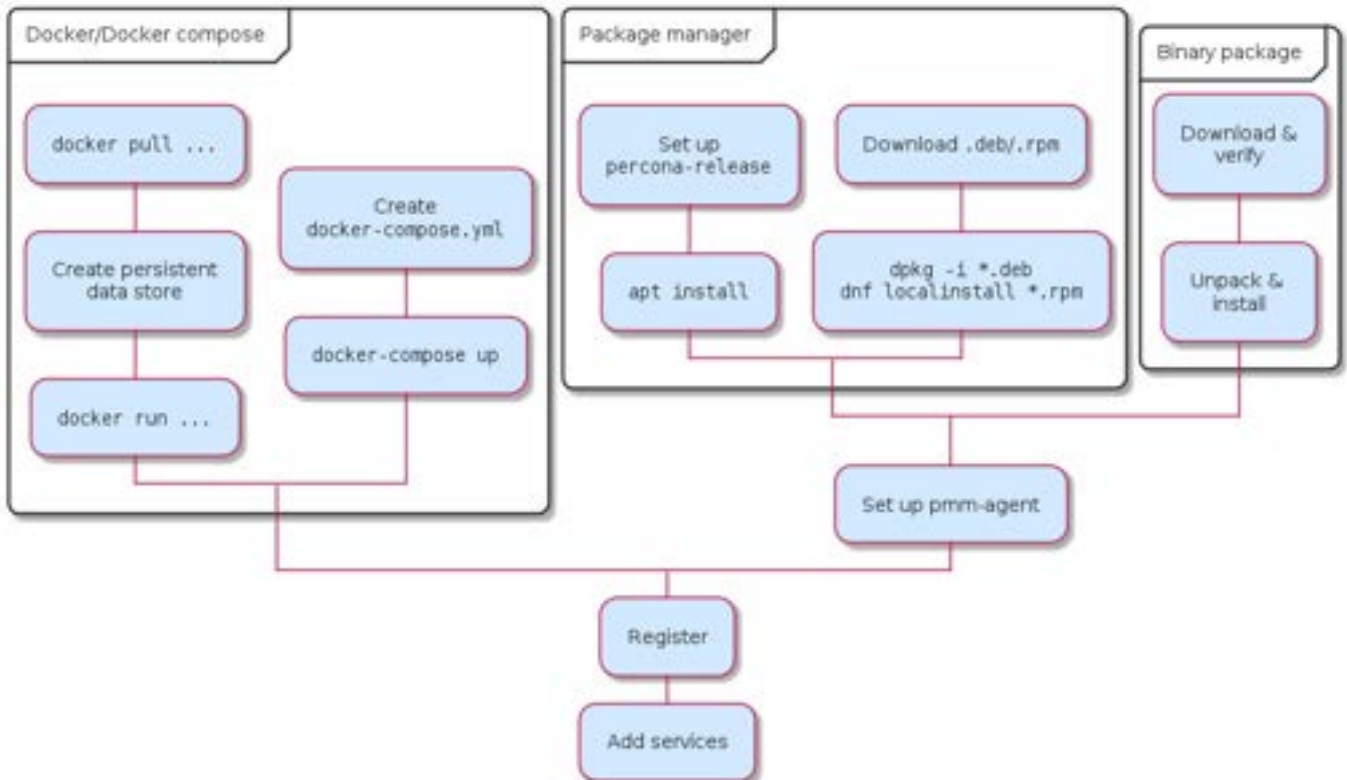 Docker/Docker compose
docker pull ...
Create persistent
data store
docker run ...
Create
docker-compose.yml
docker-compose up
Package manager
Set up
percona-release
apt install
Download .deb/.rpm
dpkg -i *.deb
dnf localinstall *.rpm
Binary package
Download &
verify
Unpack &
install
Set up pmm-agent
Register
Add services